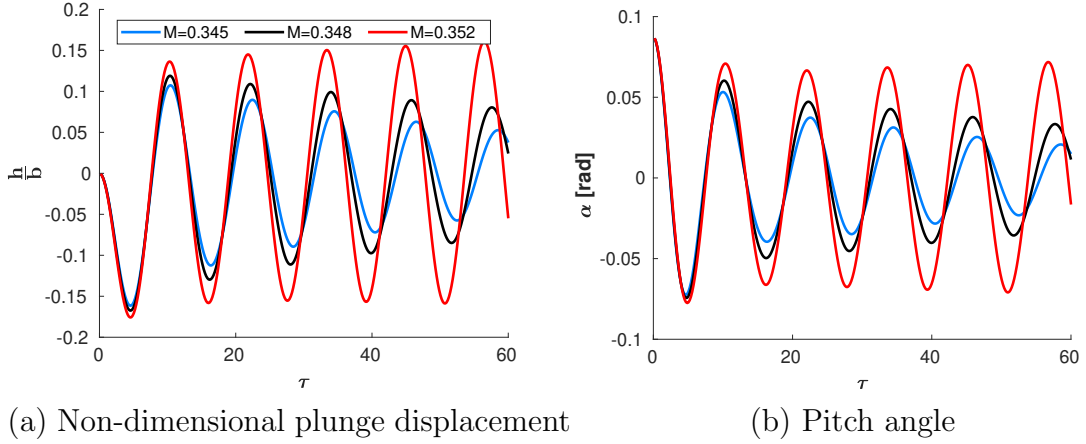 M=0.345 M=0.348 M=0.352
0.2
0.15
0.1
0.05
0
-0.05
-0.1
-0.15
-0.2
h
b
0 20 40 60
τ
0.1
0.05
0
-0.05
-0.1
α [rad]
0 20 40 60
τ
(a) Non-dimensional plunge displacement
(b) Pitch angle